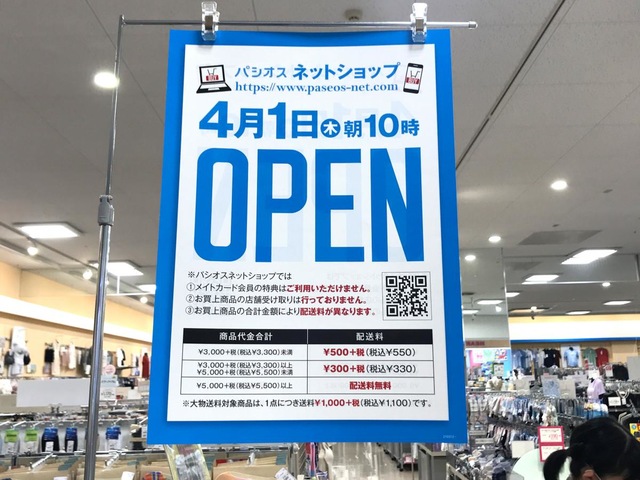 パシオス ネットショップ
https://www.paseos-net.com
4月1日㊍朝10時
OPEN
※パシオスネットショップでは
①メイトカード会員の特典はご利用いただけません。
②お買上商品の店舗受け取りは行っておりません。
③お買上商品の合計金額により配送料が異なります。
商品代金合計 配送料
¥3,000+税(税込¥3,300)未満 ¥500+税(税込¥550)
¥3,000+税(税込¥3,300)以上
¥5,000+税(税込¥5,500)未満 ¥300+税(税込¥330)
¥5,000+税(税込¥5,500)以上 配送料無料
※大物送料対象商品は、1点につき送料¥1,000+税(税込¥1,100)です。